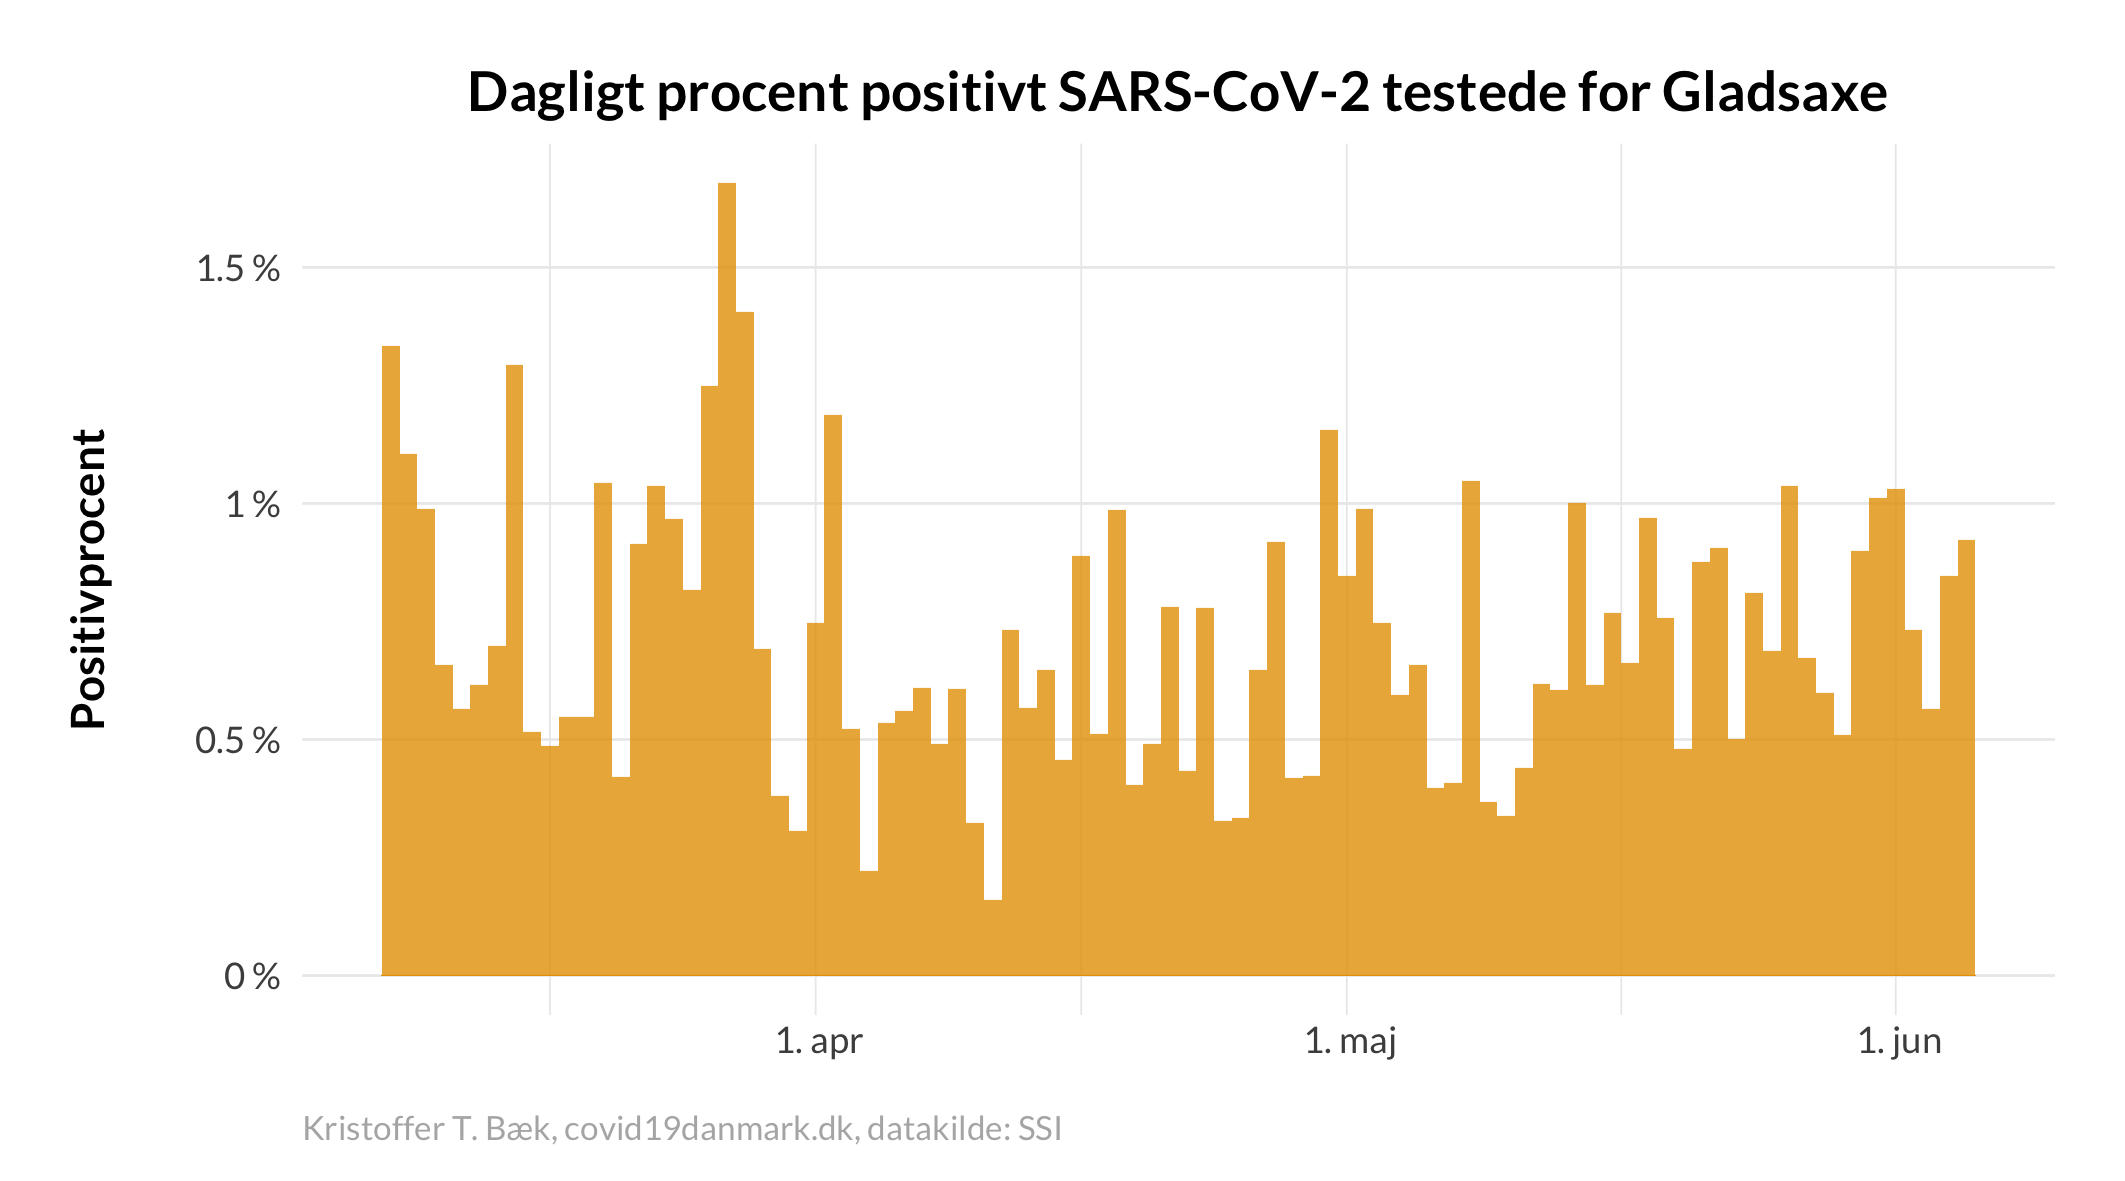 Dagligt procent positivt SARS-CoV-2 testede for Gladsaxe
Positivprocent
1.5 %
1 %
0.5 %
0 %
1. apr
1. maj
1. jun
Kristoffer T. Bæk, covid19danmark.dk, datakilde: SSI